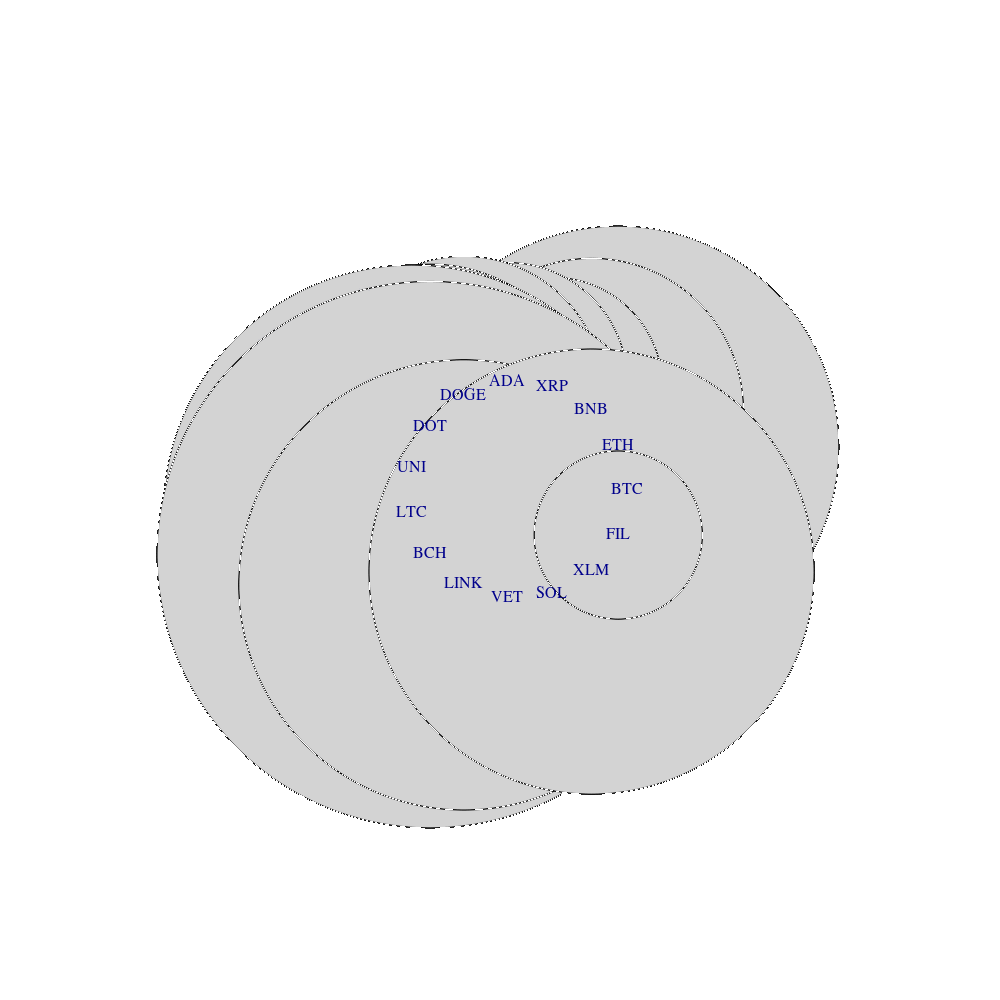 ADA
XRP
DOGE
BNB
DOT
ETH
UNI
BTC
LTC
FIL
BCH
XLM
LINK
SOL
VET